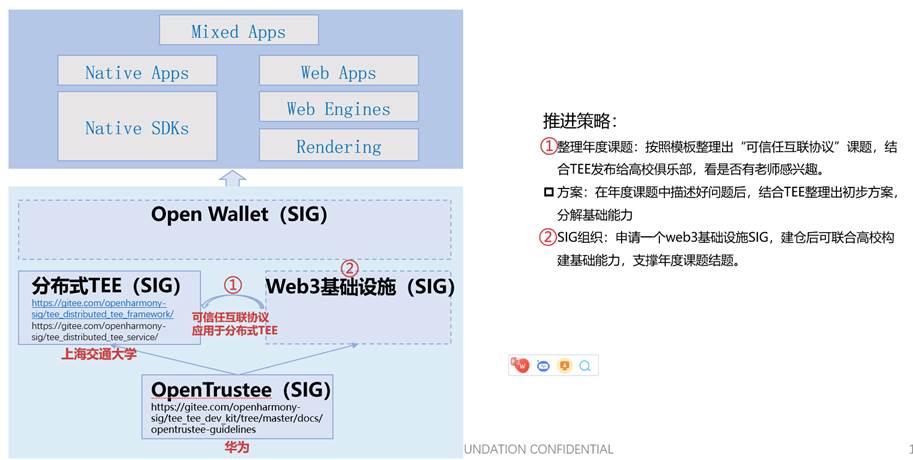 Mixed Apps
Native Apps
Web Apps
Native SDKs
Web Engines
Rendering
Open Wallet（SIG）
分布式TEE（SIG）
https://gitee.com/openharmony-
sig/tee_distributed_tee_framework/
https://gitee.com/openharmony-
sig/tee_distributed_tee_service/
上海交通大学
①
可信任互联协议
应用于分布式TEE
②
Web3基础设施（SIG）
OpenTrustee（SIG）
https://gitee.com/openharmony-
sig/tee_tee_dev_kit/tree/master/docs/
opentrustee-guidelines
华为
推进策略：
①整理年度课题：按照模板整理出“可信任互联协议”课题，结
合TEE发布给高校俱乐部，看是否有老师感兴趣。
方案：在年度课题中描述好问题后，结合TEE整理出初步方案，
分解基础能力
②SIG组织：申请一个web3基础设施SIG，建仓后可联合高校构
建基础能力，支撑年度课题结题。
UNDATION CONFIDENTIAL
1